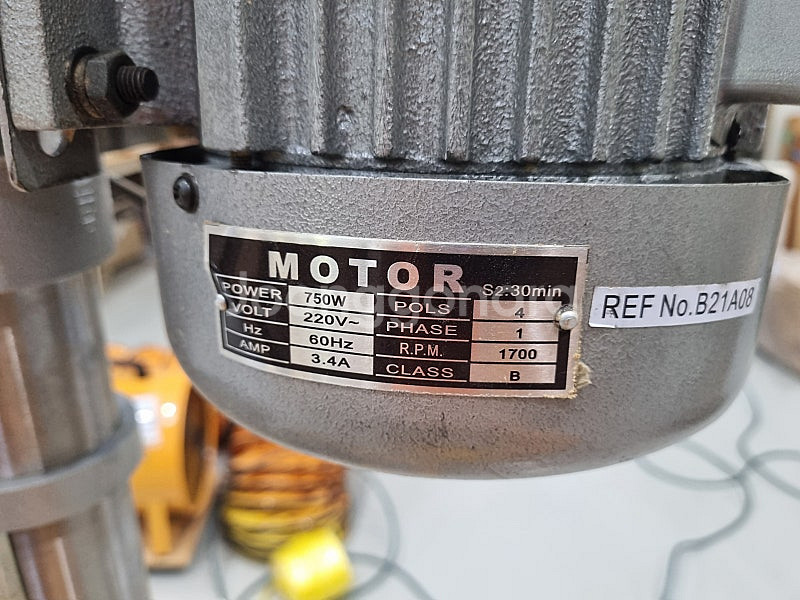 MOTOR S2:30min
POWER 750W POLS 4
VOLT 220V~ PHASE 1
Hz 60Hz R.P.M. 1700
AMP 3.4A CLASS B
REF No.B21A08